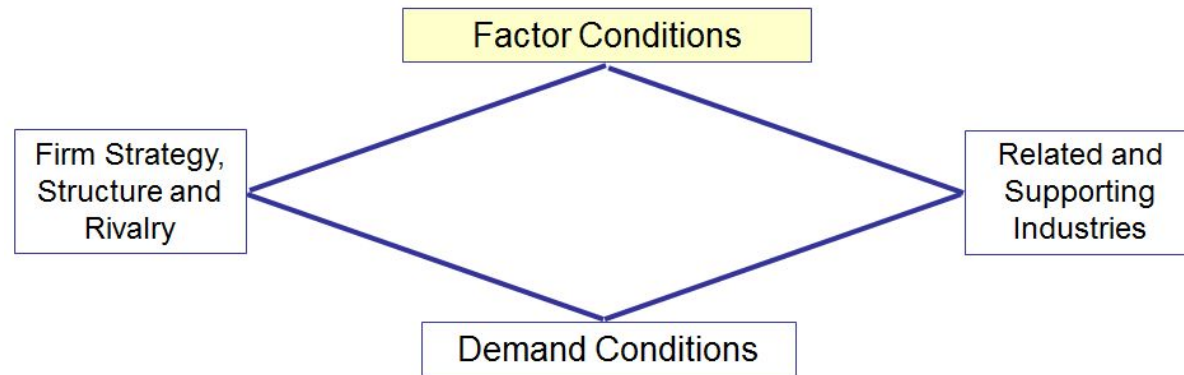 Factor Conditions
Firm Strategy,
Structure and
Rivalry
Related and
Supporting
Industries
Demand Conditions